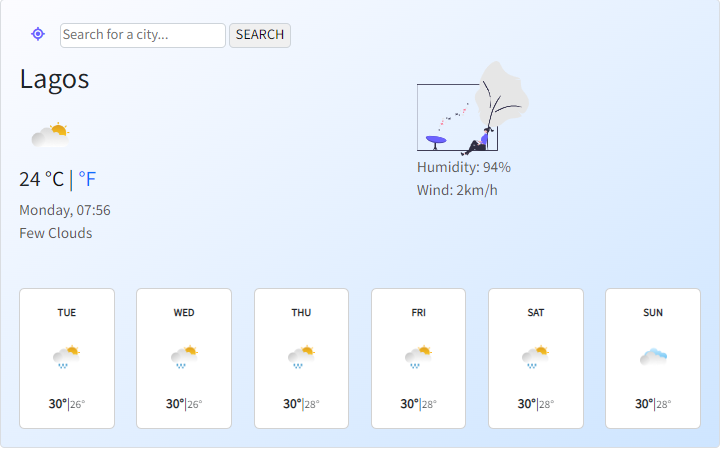 Search for a city...
SEARCH
Lagos
24 °C | °F
Monday, 07:56
Few Clouds
Humidity: 94%
Wind: 2km/h
TUE
30°|26°
WED
30°|26°
THU
30°|28°
FRI
30°|28°
SAT
30°|28°
SUN
30°|28°